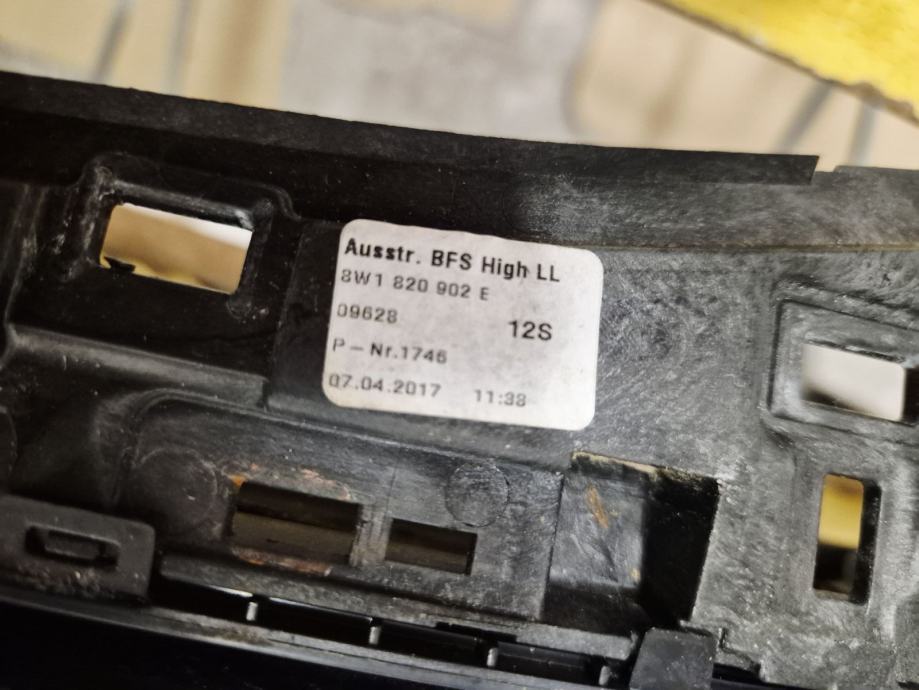 Ausstr. BFS High LL
8W1 820 902 E
09628 12S
P-Nr.1746
07.04.2017 11:38